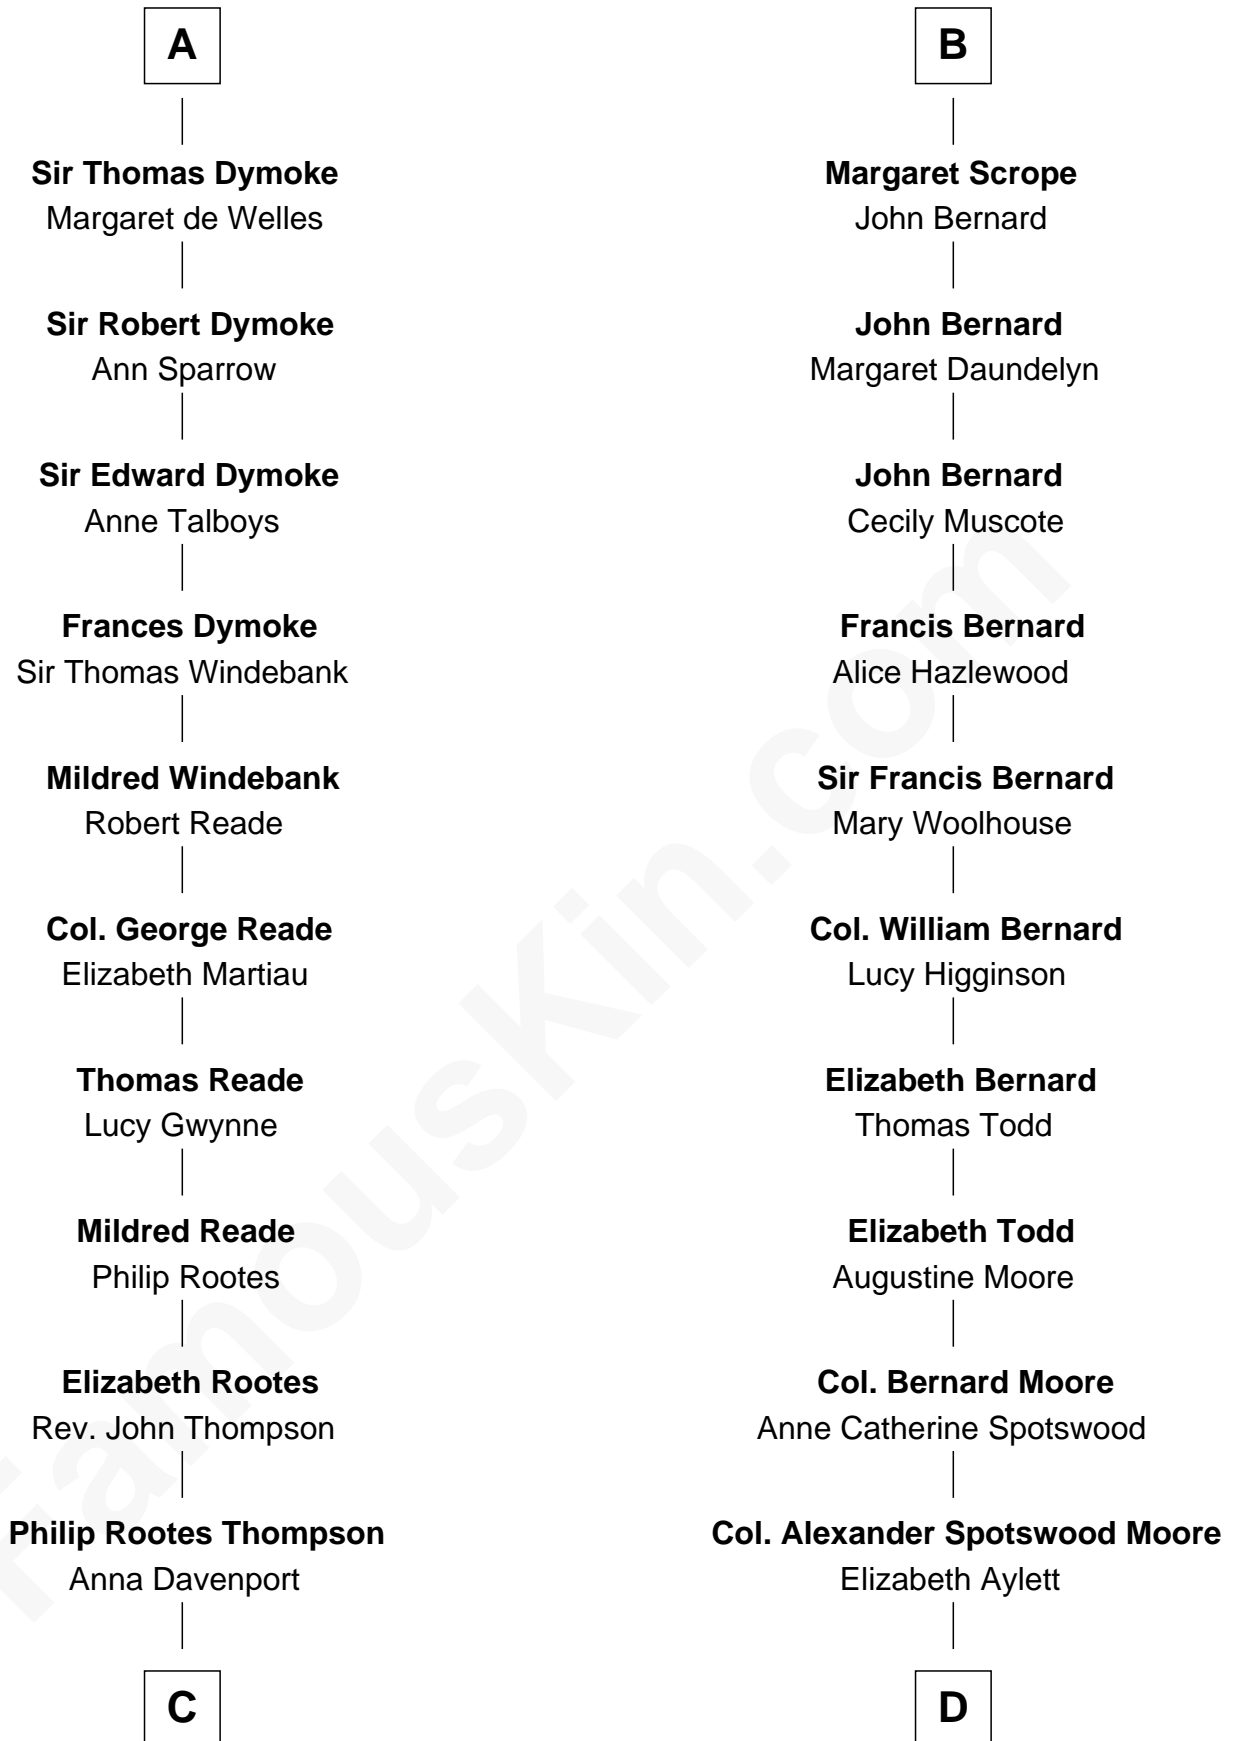 A
Sir Thomas Dymoke
Margaret de Welles
Sir Robert Dymoke
Ann Sparrow
Sir Edward Dymoke
Anne Talboys
Frances Dymoke
Sir Thomas Windebank
Mildred Windebank
Robert Reade
Col. George Reade
Elizabeth Martiau
Thomas Reade
Lucy Gwynne
Mildred Reade
Philip Rootes
Elizabeth Rootes
Rev. John Thompson
Philip Rootes Thompson
Anna Davenport
C
B
Margaret Scrope
John Bernard
John Bernard
Margaret Daundelyn
John Bernard
Cecily Muscote
Francis Bernard
Alice Hazlewood
Sir Francis Bernard
Mary Woolhouse
Col. William Bernard
Lucy Higginson
Elizabeth Bernard
Thomas Todd
Elizabeth Todd
Augustine Moore
Col. Bernard Moore
Anne Catherine Spotswood
Col. Alexander Spotswood Moore
Elizabeth Aylett
D
FamousKin.com